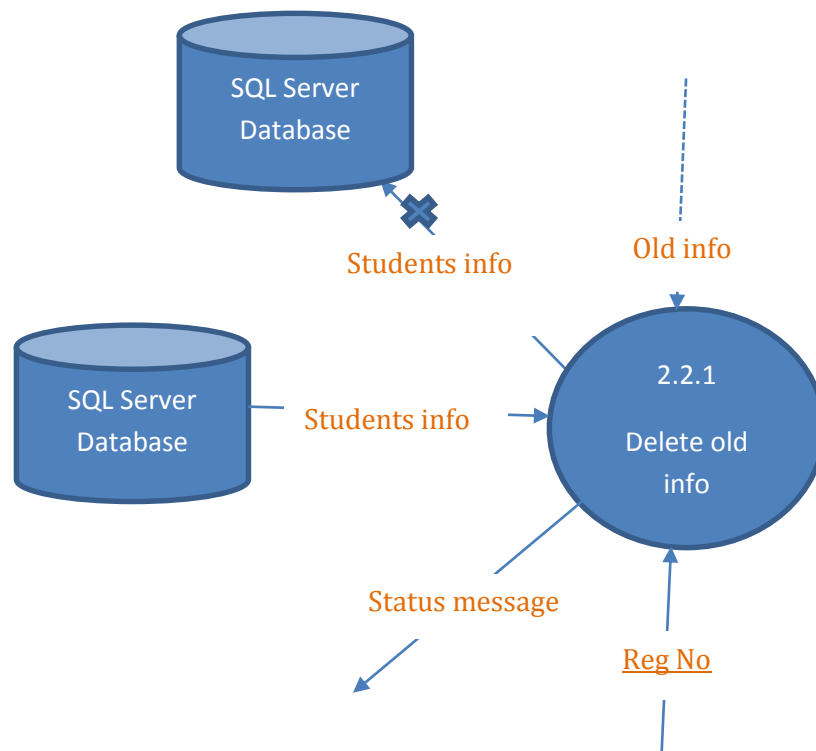 SQL Server
Database
Students info
Old info
2.2.1
Delete old
info
SQL Server
Database
Students info
Status message
Reg No